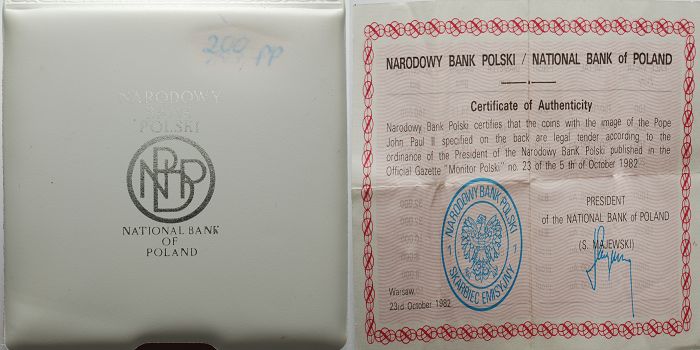 200 PP
NARODOWY
BANK
POLSKI
NBP
NATIONAL BANK
OF
POLAND
NARODOWY BANK POLSKI / NATIONAL BANK of POLAND
Certificate of Authenticity
Narodowy Bank Polski certifies that the coins with the image of the Pope
John Paul II specified on the back are legal tender according to the
ordinance of the President of the Narodowy Bank Polski published in the
Official Gazette "Monitor Polski" no. 23 of the 5 th of October 1982.
NARODOWY BANK POLSKI
1 1
SKARBIEC EMISYJNY
PRESIDENT
of the NATIONAL BANK of POLAND
(S. MAJEWSKI)
Warsaw,
23rd October 1982